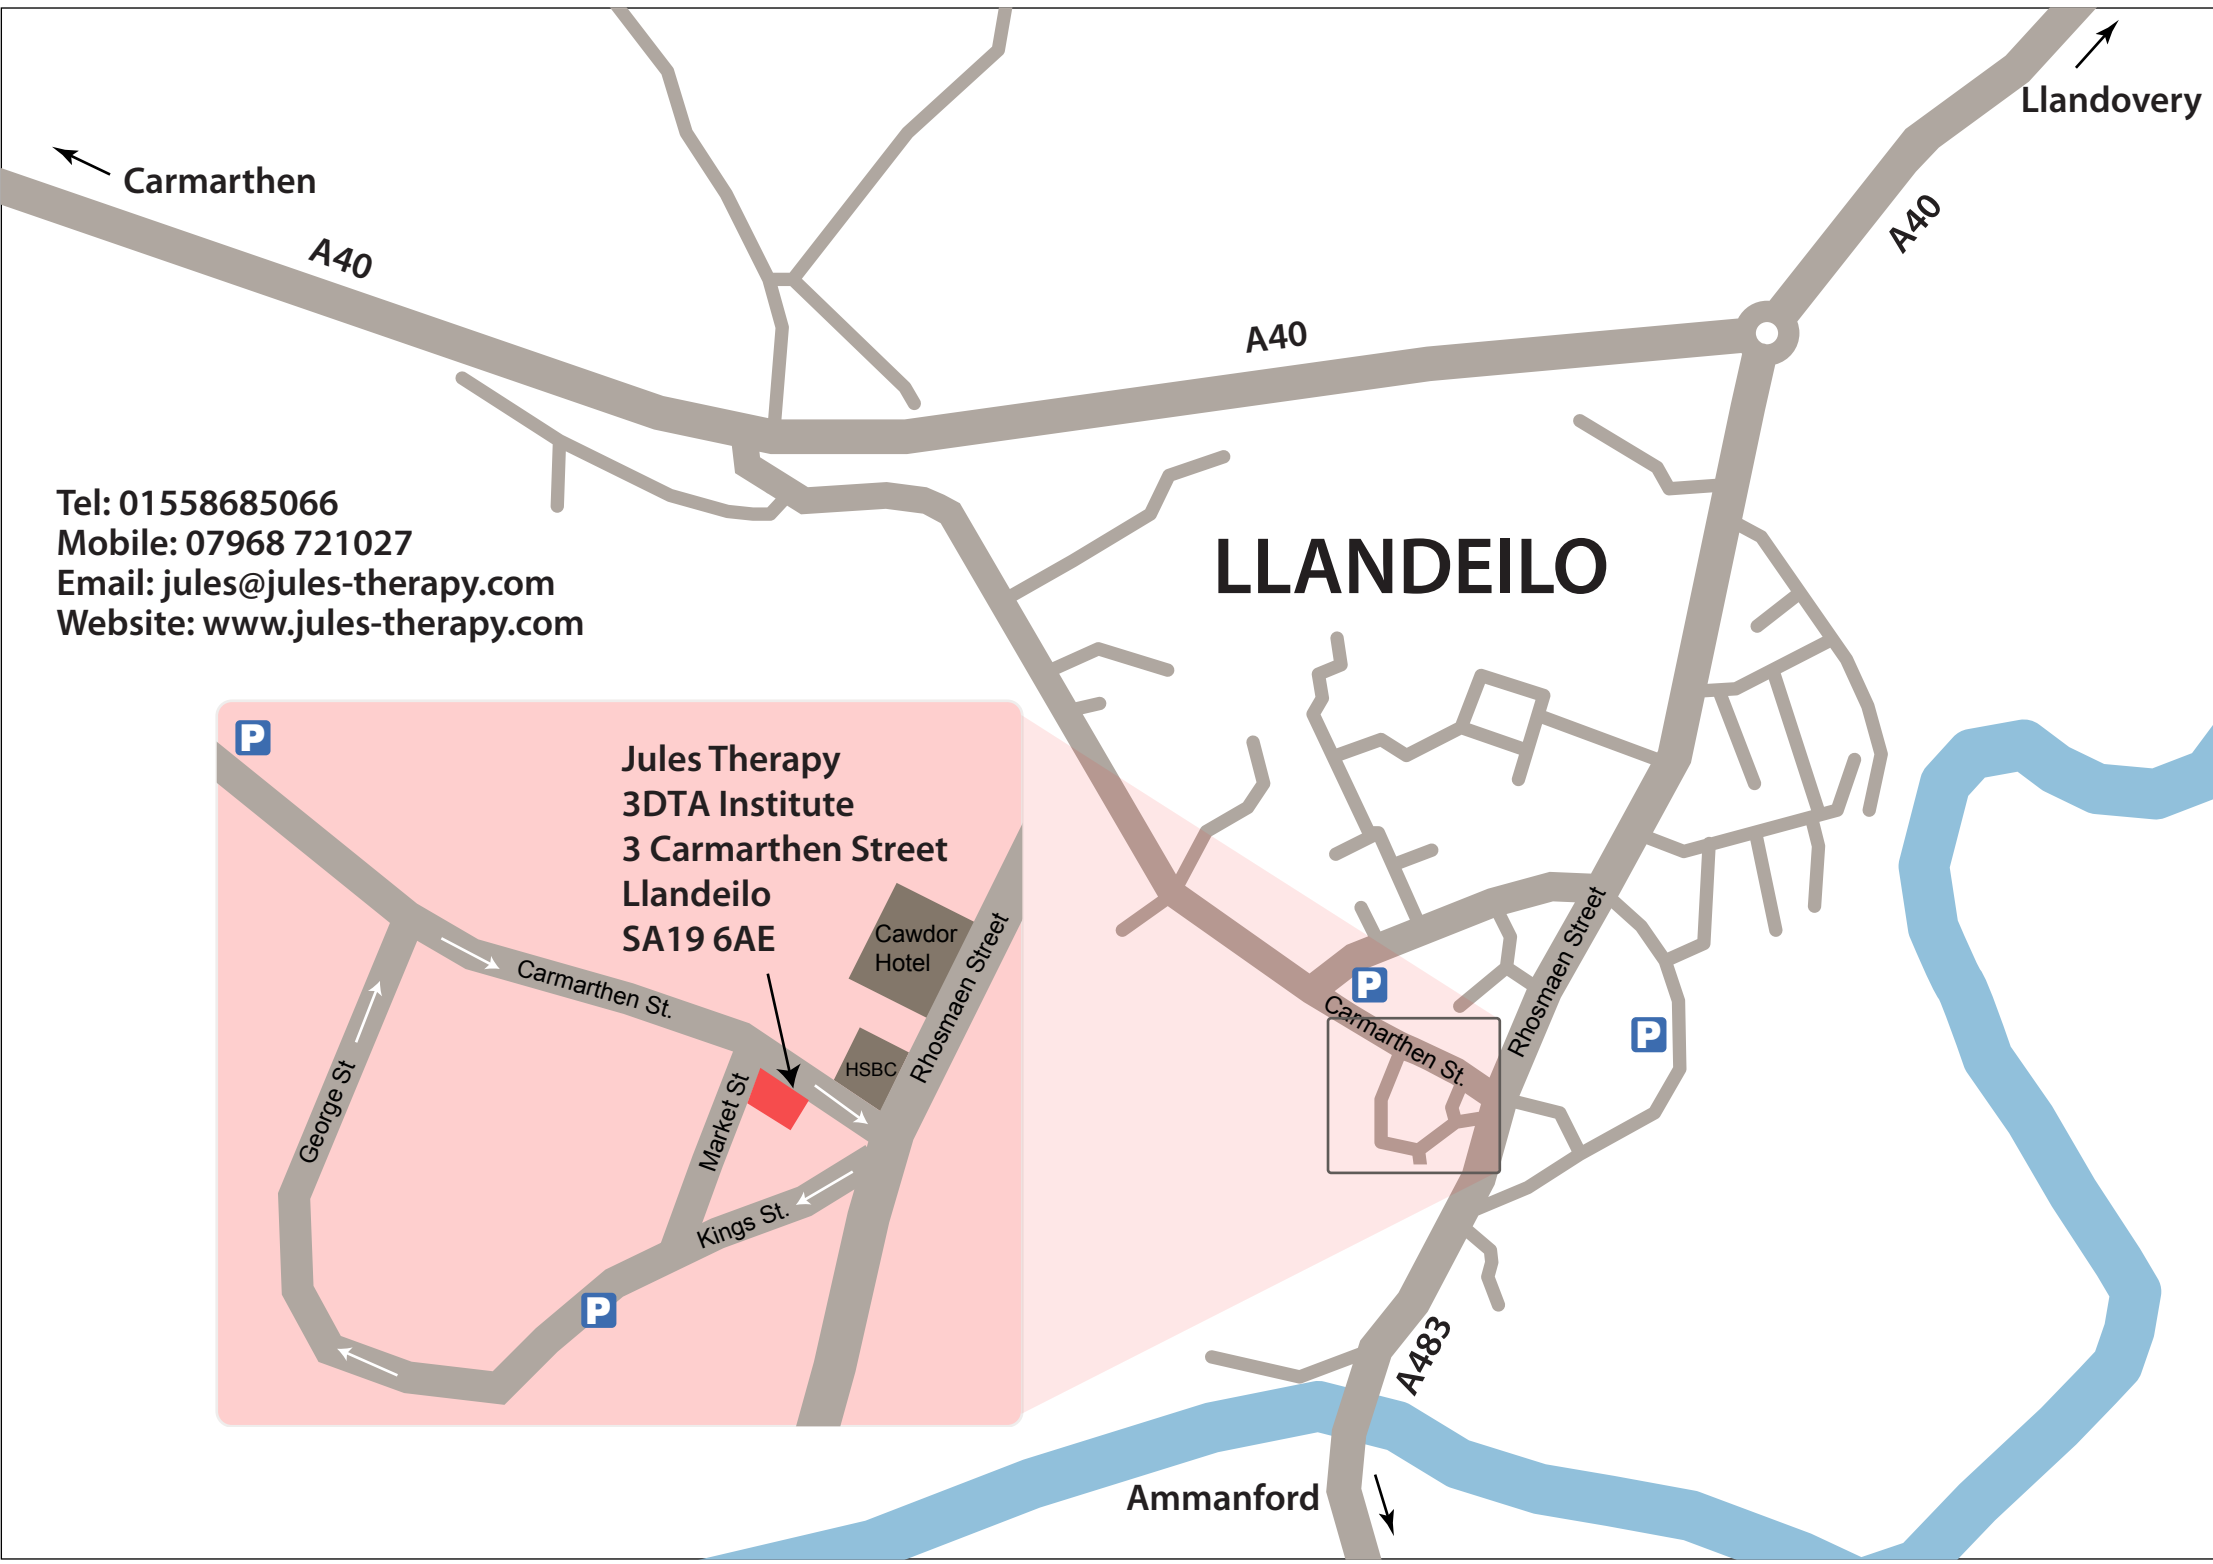 Llandovery
Carmarthen
A40
A40
A40
Tel: 01558685066
Mobile: 07968 721027
Email: jules@jules-therapy.com
Website: www.jules-therapy.com
LLANDEILO
P
Jules Therapy
3DTA Institute
3 Carmarthen Street
Llandeilo
SA19 6AE
Cawdor
Hotel
Rhosmaen Street
Carmarthen St.
HSBC
George St
Market St
Kings St.
P
Rhosmaen Street
P
Carmarthen St.
P
A483
Ammanford